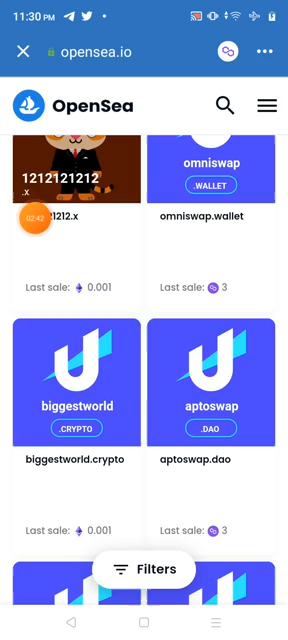 11:30 PM
opensea.io
OpenSea
1212121212
.x
omniswap
.WALLET
02:42
1212.x
omniswap.wallet
Last sale: 0.001
Last sale: 3
biggestworld
.CRYPTO
aptoswap
.DAO
biggestworld.crypto
aptoswap.dao
Last sale: 0.001
Last sale: 3
Filters